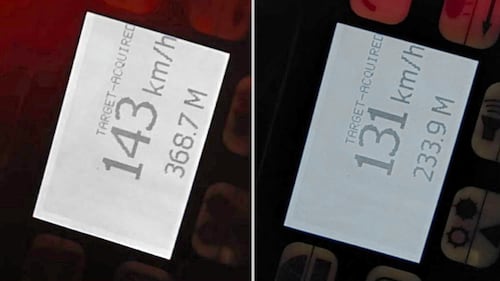 TARGET-ACQUIRED
143 km/h
368.7 M
TARGET-ACQUIRED
131 km/h
233.9 M